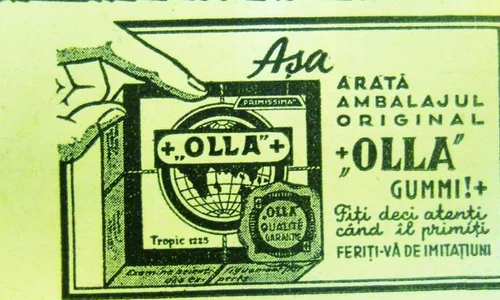 Așa
ARATĂ
AMBALAJUL
ORIGINAL
+„OLLA”
GUMMI!+
Fiți deci atenți
când îl primiți
FERIȚI-VĂ DE IMITAȚIUNI
PRIMISSIMA"
+„OLLA”+
„OLLA”
QUALITÉ
GARANTIE
Tropic 1225